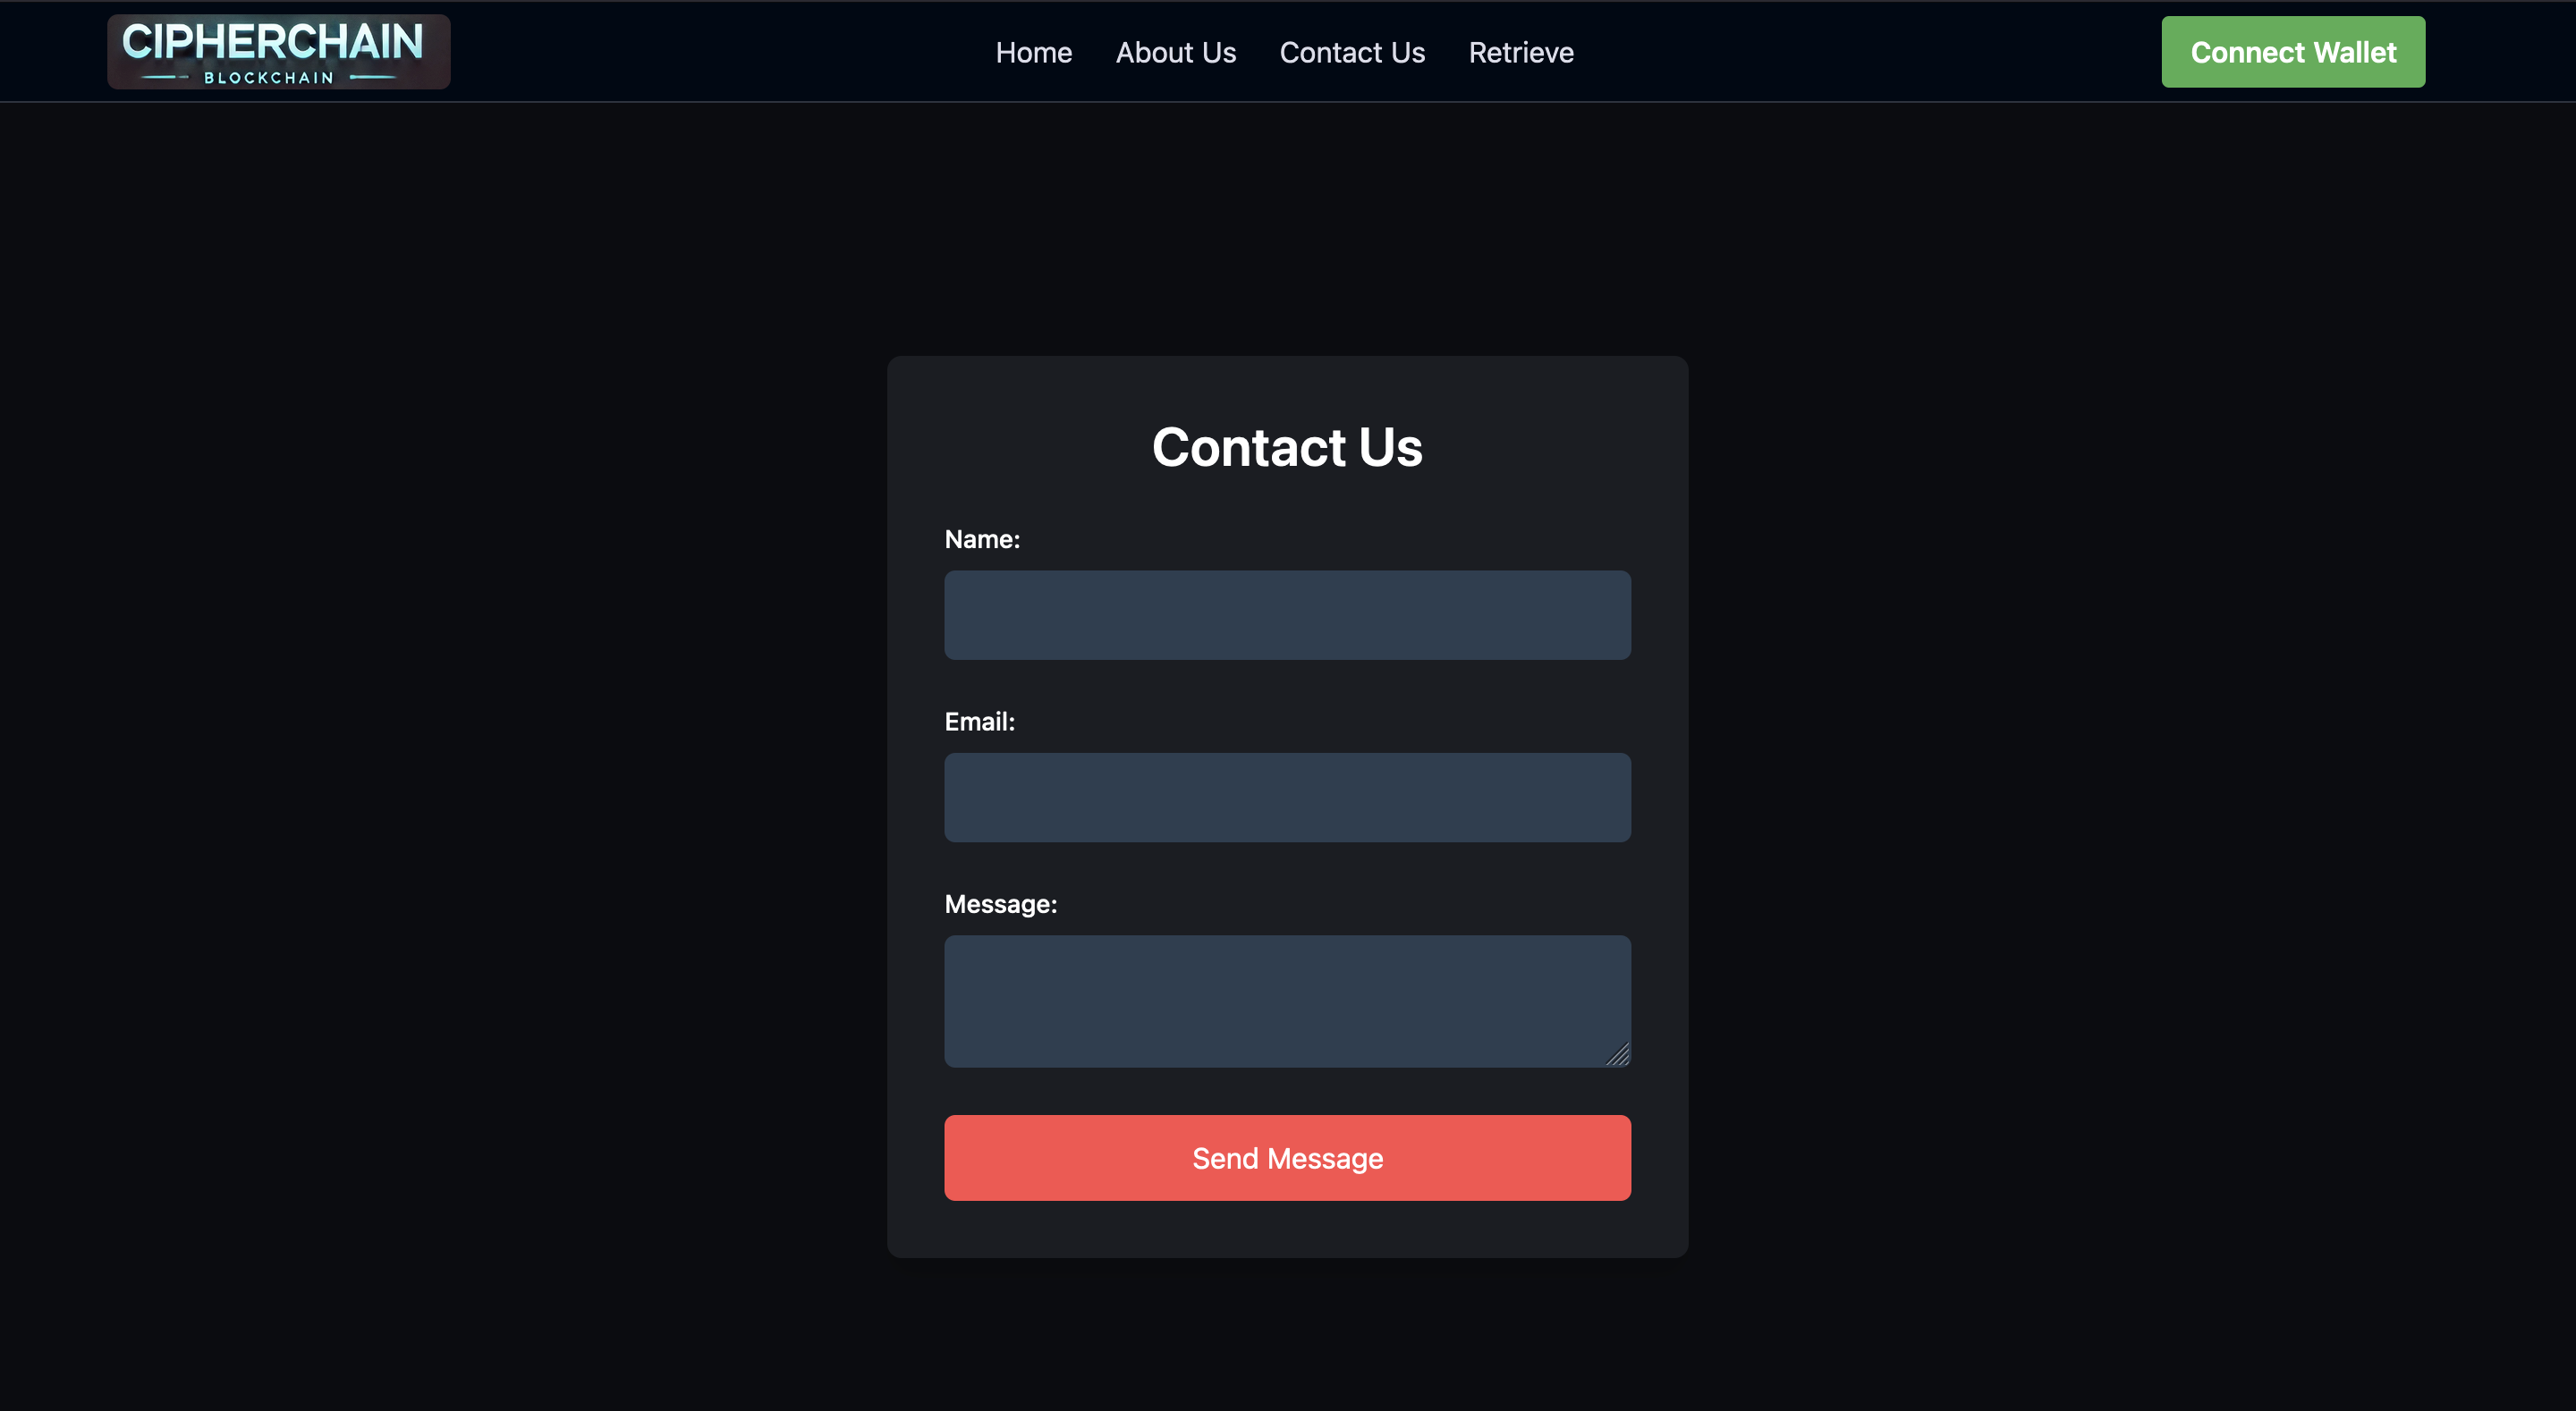 CIPHERCHAIN
BLOCKCHAIN
Home About Us Contact Us Retrieve
Connect Wallet
Contact Us
Name:
Email:
Message:
Send Message